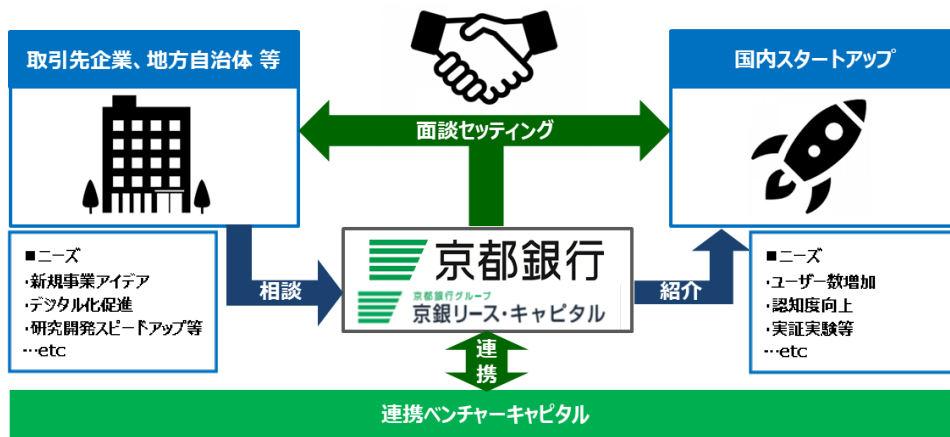 取引先企業、地方自治体 等
国内スタートアップ
面談セッティング
■ニーズ
・新規事業アイデア
・デジタル化促進
・研究開発スピードアップ等
…etc
相談
京都銀行
京都銀行グループ
京銀リース・キャピタル
紹介
■ニーズ
・ユーザー数増加
・認知度向上
・実証実験等
…etc
連
携
連携ベンチャーキャピタル